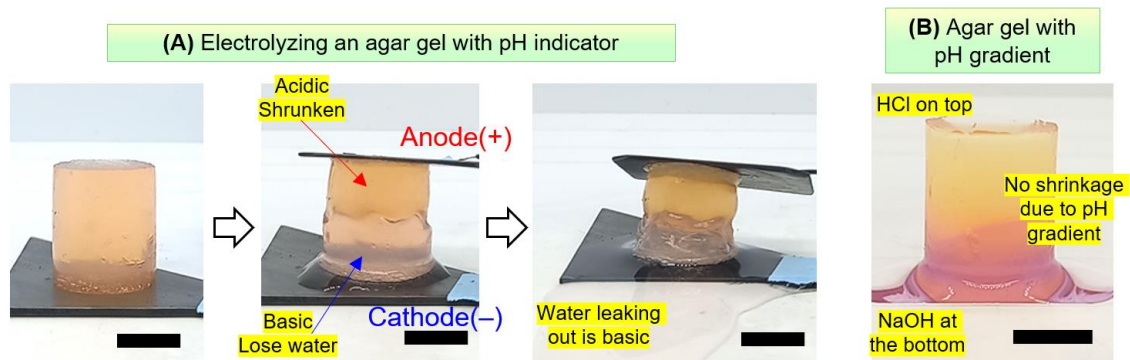 (A) Electrolyzing an agar gel with pH indicator
Acidic
Shrunken
Anode(+)
Basic
Lose water
Cathode(–)
Water leaking
out is basic
(B) Agar gel with
pH gradient
HCl on top
No shrinkage
due to pH
gradient
NaOH at
the bottom